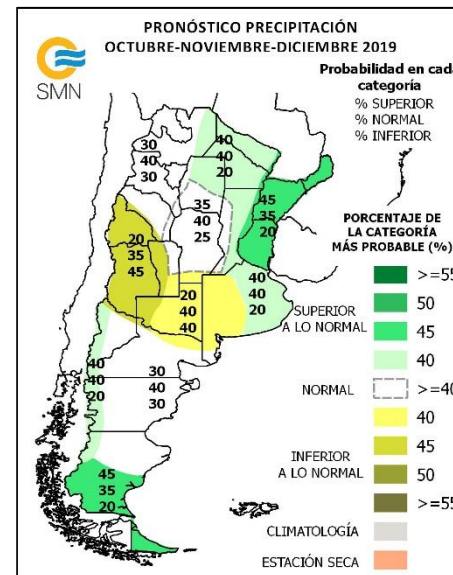 PRONÓSTICO PRECIPITACIÓN
OCTUBRE-NOVIEMBRE-DICIEMBRE 2019
SMN
Probabilidad en cada
categoría
% SUPERIOR
% NORMAL
% INFERIOR
30
40
30
40
40
20
35
40
25
45
35
20
20
35
45
40
40
20
20
40
40
40
40
20
30
40
30
45
35
20
PORCENTAJE DE
LA CATEGORÍA
MÁS PROBABLE (%)
>=55
50
SUPERIOR
A LO NORMAL
45
40
NORMAL
>=40
40
45
INFERIOR
A LO NORMAL
50
>=55
CLIMATOLOGÍA
ESTACIÓN SECA